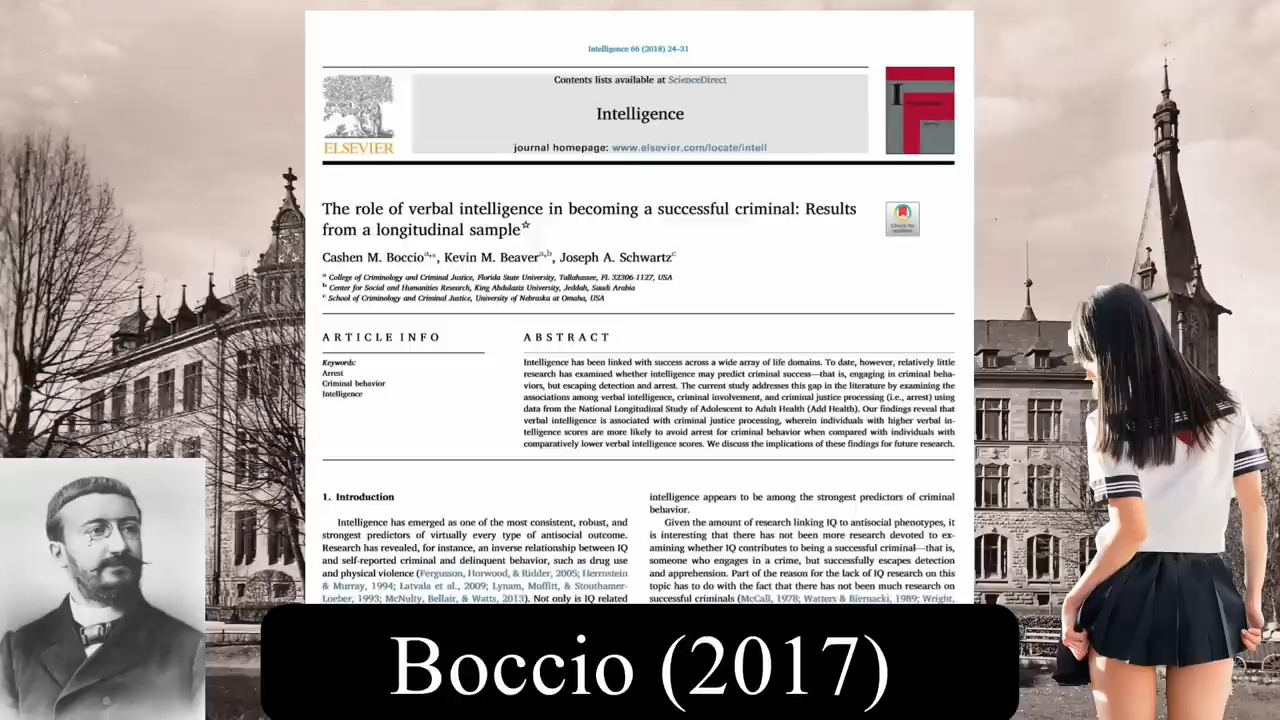 Intelligence 66 (2018) 24–31
Contents lists available at ScienceDirect
Intelligence
journal homepage: www.elsevier.com/locate/intell
ELSEVIER
The role of verbal intelligence in becoming a successful criminal: Results
from a longitudinal sample☆
Check for
updates
Cashen M. Boccioᵃ,⁎, Kevin M. Beaverᵃ,ᵇ, Joseph A. Schwartzᶜ
ᵃ College of Criminology and Criminal Justice, Florida State University, Tallahassee, FL 32306-1127, USA
ᵇ Center for Social and Humanities Research, King Abdulaziz University, Jeddah, Saudi Arabia
ᶜ School of Criminology and Criminal Justice, University of Nebraska at Omaha, USA
ARTICLE INFO
Keywords:
Arrest
Criminal behavior
Intelligence
ABSTRACT
Intelligence has been linked with success across a wide array of life domains. To date, however, relatively little
research has examined whether intelligence may predict criminal success—that is, engaging in criminal beha-
viors, but escaping detection and arrest. The current study addresses this gap in the literature by examining the
associations among verbal intelligence, criminal involvement, and criminal justice processing (i.e., arrest) using
data from the National Longitudinal Study of Adolescent to Adult Health (Add Health). Our findings reveal that
verbal intelligence is associated with criminal justice processing, wherein individuals with higher verbal in-
telligence scores are more likely to avoid arrest for criminal behavior when compared with individuals with
comparatively lower verbal intelligence scores. We discuss the implications of these findings for future research.
1. Introduction
Intelligence has emerged as one of the most consistent, robust, and
strongest predictors of virtually every type of antisocial outcome.
Research has revealed, for instance, an inverse relationship between IQ
and self-reported criminal and delinquent behavior, such as drug use
and physical violence (Fergusson, Horwood, & Ridder, 2005; Herrnstein
& Murray, 1994; Latvala et al., 2009; Lynam, Moffitt, & Stouthamer-
Loeber, 1993; McNulty, Bellair, & Watts, 2013). Not only is IQ related
intelligence appears to be among the strongest predictors of criminal
behavior.
Given the amount of research linking IQ to antisocial phenotypes, it
is interesting that there has not been more research devoted to ex-
amining whether IQ contributes to being a successful criminal—that is,
someone who engages in a crime, but successfully escapes detection
and apprehension. Part of the reason for the lack of IQ research on this
topic has to do with the fact that there has not been much research on
successful criminals (McCall, 1978; Watters & Biernacki, 1989; Wright,
Boccio (2017)